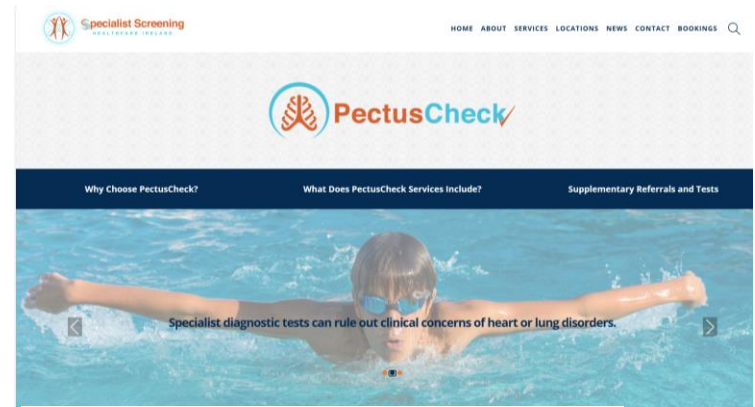 Specialist Screening
HEALTHCARE IRELAND
HOME ABOUT SERVICES LOCATIONS NEWS CONTACT BOOKINGS
PectusCheck
Why Choose PectusCheck?
What Does PectusCheck Services Include?
Supplementary Referrals and Tests
Specialist diagnostic tests can rule out clinical concerns of heart or lung disorders.